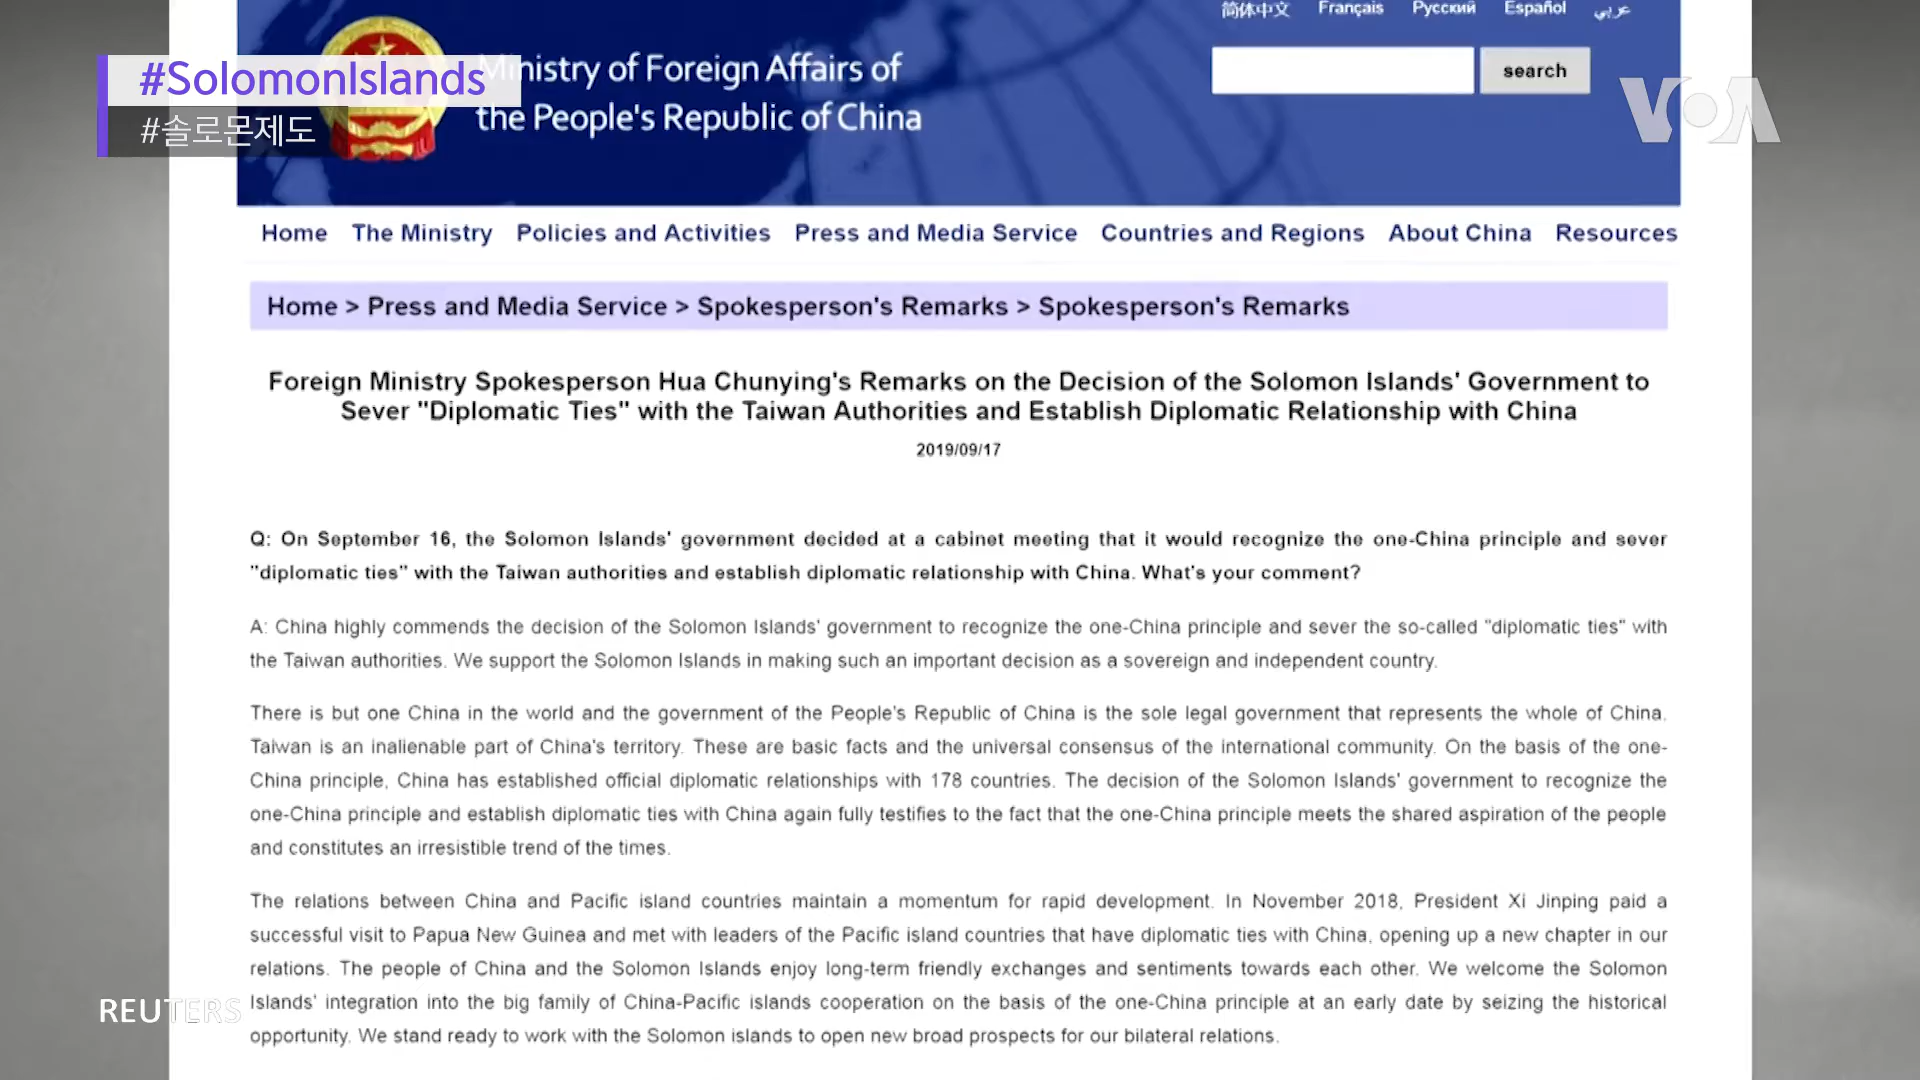 简体中文 Français Русский Español عربي
#SolomonIslands
#솔로몬제도
Ministry of Foreign Affairs of
the People's Republic of China
search
VOA
Home The Ministry Policies and Activities Press and Media Service Countries and Regions About China Resources
Home > Press and Media Service > Spokesperson's Remarks > Spokesperson's Remarks
Foreign Ministry Spokesperson Hua Chunying's Remarks on the Decision of the Solomon Islands' Government to
Sever "Diplomatic Ties" with the Taiwan Authorities and Establish Diplomatic Relationship with China
2019/09/17
Q: On September 16, the Solomon Islands' government decided at a cabinet meeting that it would recognize the one-China principle and sever
"diplomatic ties" with the Taiwan authorities and establish diplomatic relationship with China. What's your comment?
A: China highly commends the decision of the Solomon Islands' government to recognize the one-China principle and sever the so-called "diplomatic ties" with
the Taiwan authorities. We support the Solomon Islands in making such an important decision as a sovereign and independent country.
There is but one China in the world and the government of the People's Republic of China is the sole legal government that represents the whole of China.
Taiwan is an inalienable part of China's territory. These are basic facts and the universal consensus of the international community. On the basis of the one-
China principle, China has established official diplomatic relationships with 178 countries. The decision of the Solomon Islands' government to recognize the
one-China principle and establish diplomatic ties with China again fully testifies to the fact that the one-China principle meets the shared aspiration of the people
and constitutes an irresistible trend of the times.
The relations between China and Pacific island countries maintain a momentum for rapid development. In November 2018, President Xi Jinping paid a
successful visit to Papua New Guinea and met with leaders of the Pacific island countries that have diplomatic ties with China, opening up a new chapter in our
relations. The people of China and the Solomon Islands enjoy long-term friendly exchanges and sentiments towards each other. We welcome the Solomon
Islands' integration into the big family of China-Pacific islands cooperation on the basis of the one-China principle at an early date by seizing the historical
opportunity. We stand ready to work with the Solomon islands to open new broad prospects for our bilateral relations.
REUTERS